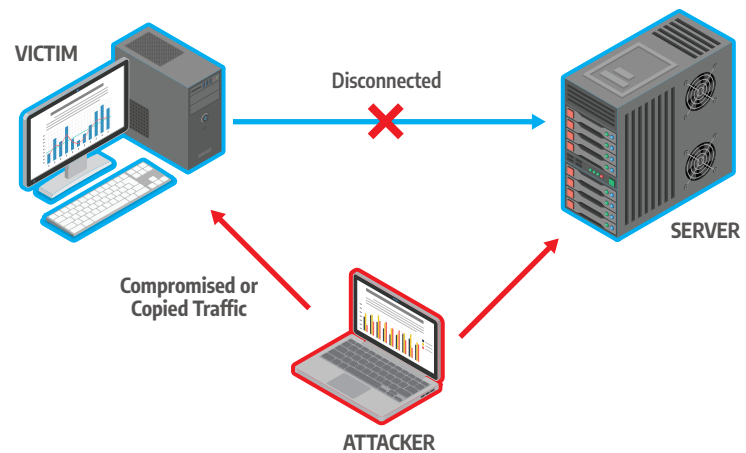 VICTIM
Disconnected
SERVER
Compromised or
Copied Traffic
ATTACKER